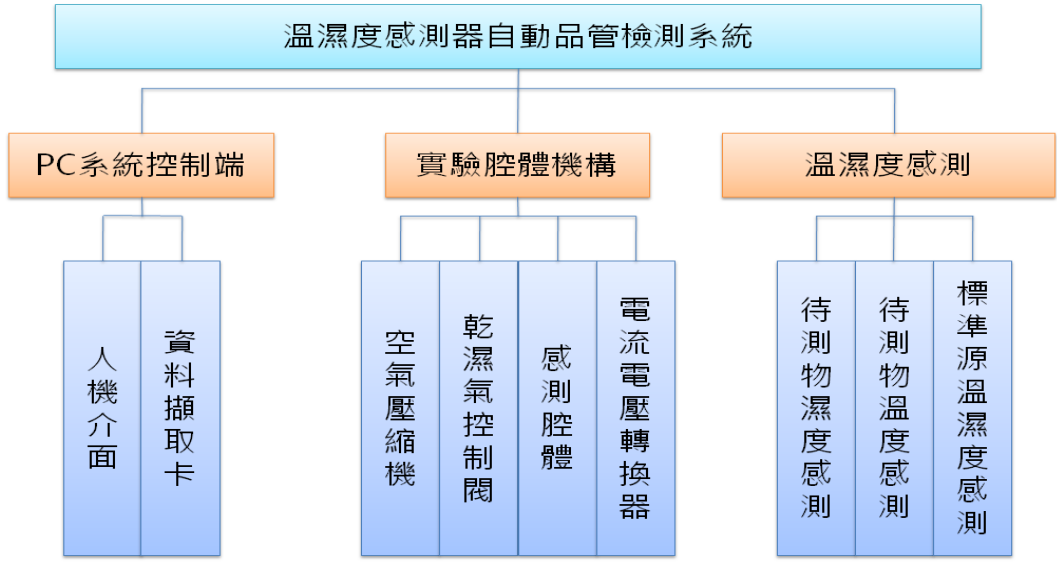 溫濕度感測器自動品管檢測系統
PC系統控制端
實驗腔體機構
溫濕度感測
人機介面
資料擷取卡
空氣壓縮機
乾濕氣控制閥
感測腔體
電流電壓轉換器
待測物濕度感測
待測物溫度感測
標準源溫濕度感測